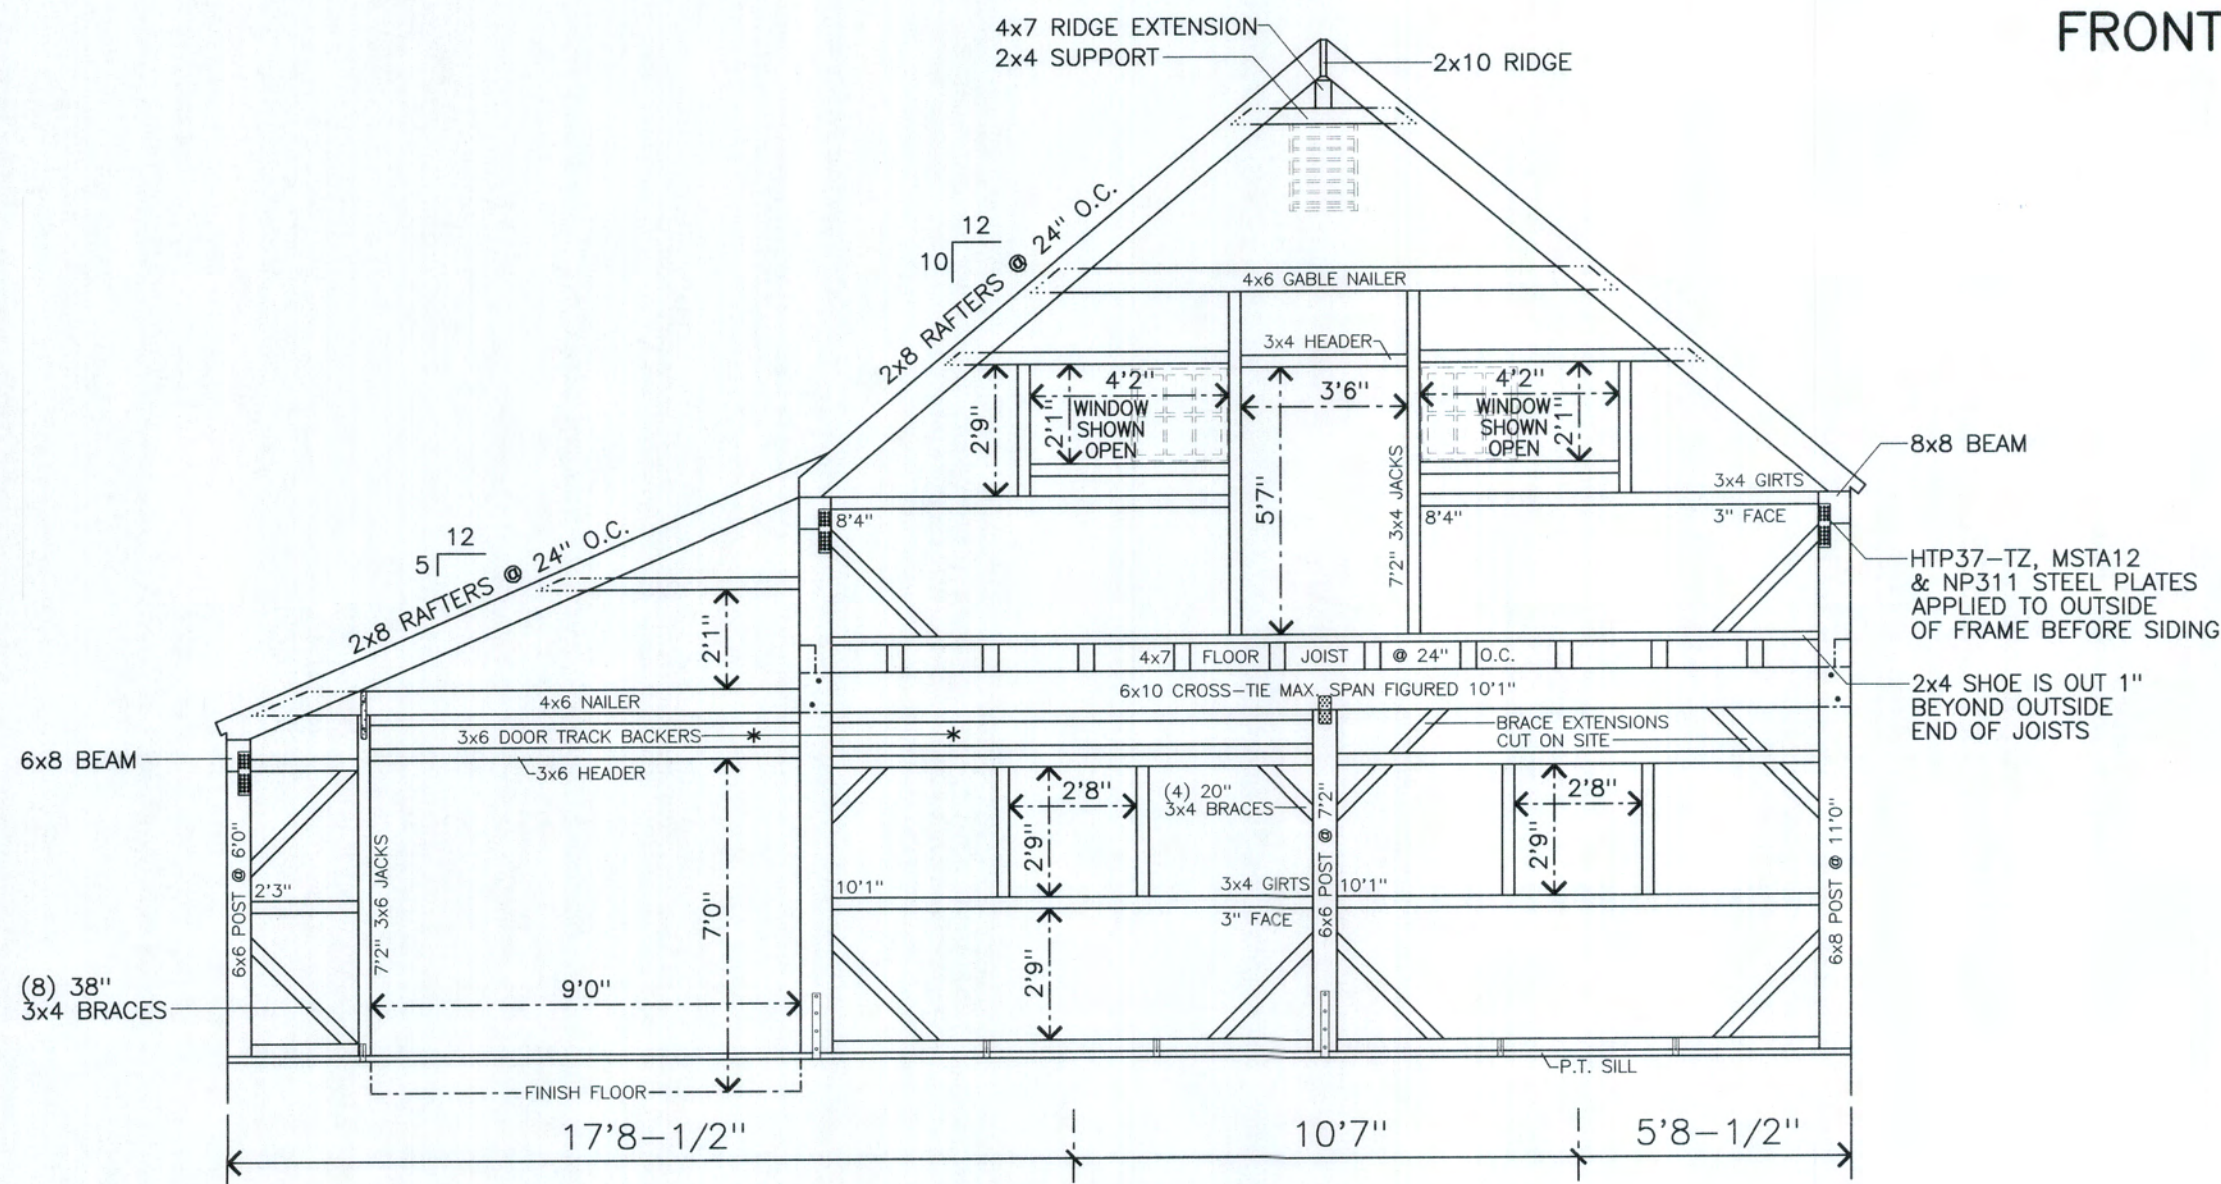 FRONT
4x7 RIDGE EXTENSION
2x4 SUPPORT
2x10 RIDGE
12
10
2x8 RAFTERS @ 24" O.C.
4x6 GABLE NAILER
3x4 HEADER
4'2"
2'9"
2'1"
WINDOW
SHOWN
OPEN
3'6"
4'2"
WINDOW
SHOWN
OPEN
2'1"
5'7"
7'2" 3x4 JACKS
3x4 GIRTS
3" FACE
8'4"
8'4"
8x8 BEAM
HTP37-TZ, MSTA12
& NP311 STEEL PLATES
APPLIED TO OUTSIDE
OF FRAME BEFORE SIDING
12
5
2x8 RAFTERS @ 24" O.C.
2'1"
4x7 FLOOR JOIST @ 24" O.C.
6x10 CROSS-TIE MAX. SPAN FIGURED 10'1"
2x4 SHOE IS OUT 1"
BEYOND OUTSIDE
END OF JOISTS
4x6 NAILER
3x6 DOOR TRACK BACKERS
*
*
BRACE EXTENSIONS
CUT ON SITE
6x8 BEAM
3x6 HEADER
2'8"
2'9"
(4) 20"
3x4 BRACES
2'8"
2'9"
6x6 POST @ 6'0"
2'3"
7'2" 3x6 JACKS
7'0"
10'1"
3x4 GIRTS
3" FACE
6x6 POST @ 7'2"
10'1"
6x8 POST @ 11'0"
(8) 38"
3x4 BRACES
9'0"
2'9"
FINISH FLOOR
P.T. SILL
17'8-1/2"
10'7"
5'8-1/2"